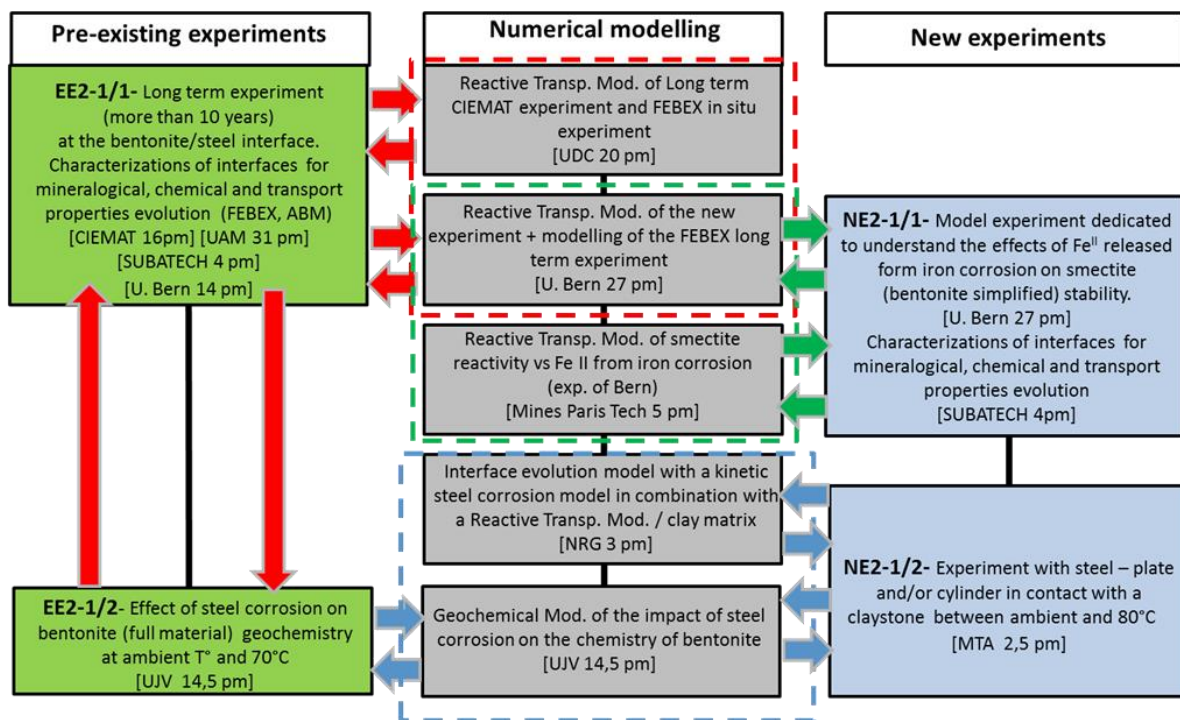 Pre-existing experiments
EE2-1/1- Long term experiment
(more than 10 years)
at the bentonite/steel interface.
Characterizations of interfaces for
mineralogical, chemical and transport
properties evolution (FEBEX, ABM)
[CIEMAT 16pm] [UAM 31 pm]
[SUBATECH 4 pm]
[U. Bern 14 pm]
EE2-1/2- Effect of steel corrosion on
bentonite (full material) geochemistry
at ambient T° and 70°C
[UJV 14,5 pm]
Numerical modelling
Reactive Transp. Mod. of Long term
CIEMAT experiment and FEBEX in situ
experiment
[UDC 20 pm]
Reactive Transp. Mod. of the new
experiment + modelling of the FEBEX long
term experiment
[U. Bern 27 pm]
Reactive Transp. Mod. of smectite
reactivity vs Fe II from iron corrosion
(exp. of Bern)
[Mines Paris Tech 5 pm]
Interface evolution model with a kinetic
steel corrosion model in combination with
a Reactive Transp. Mod. / clay matrix
[NRG 3 pm]
Geochemical Mod. of the impact of steel
corrosion on the chemistry of bentonite
[UJV 14,5 pm]
New experiments
NE2-1/1- Model experiment dedicated
to understand the effects of Feᴵᴵ released
form iron corrosion on smectite
(bentonite simplified) stability.
[U. Bern 27 pm]
Characterizations of interfaces for
mineralogical, chemical and transport
properties evolution
[SUBATECH 4pm]
NE2-1/2- Experiment with steel – plate
and/or cylinder in contact with a
claystone between ambient and 80°C
[MTA 2,5 pm]